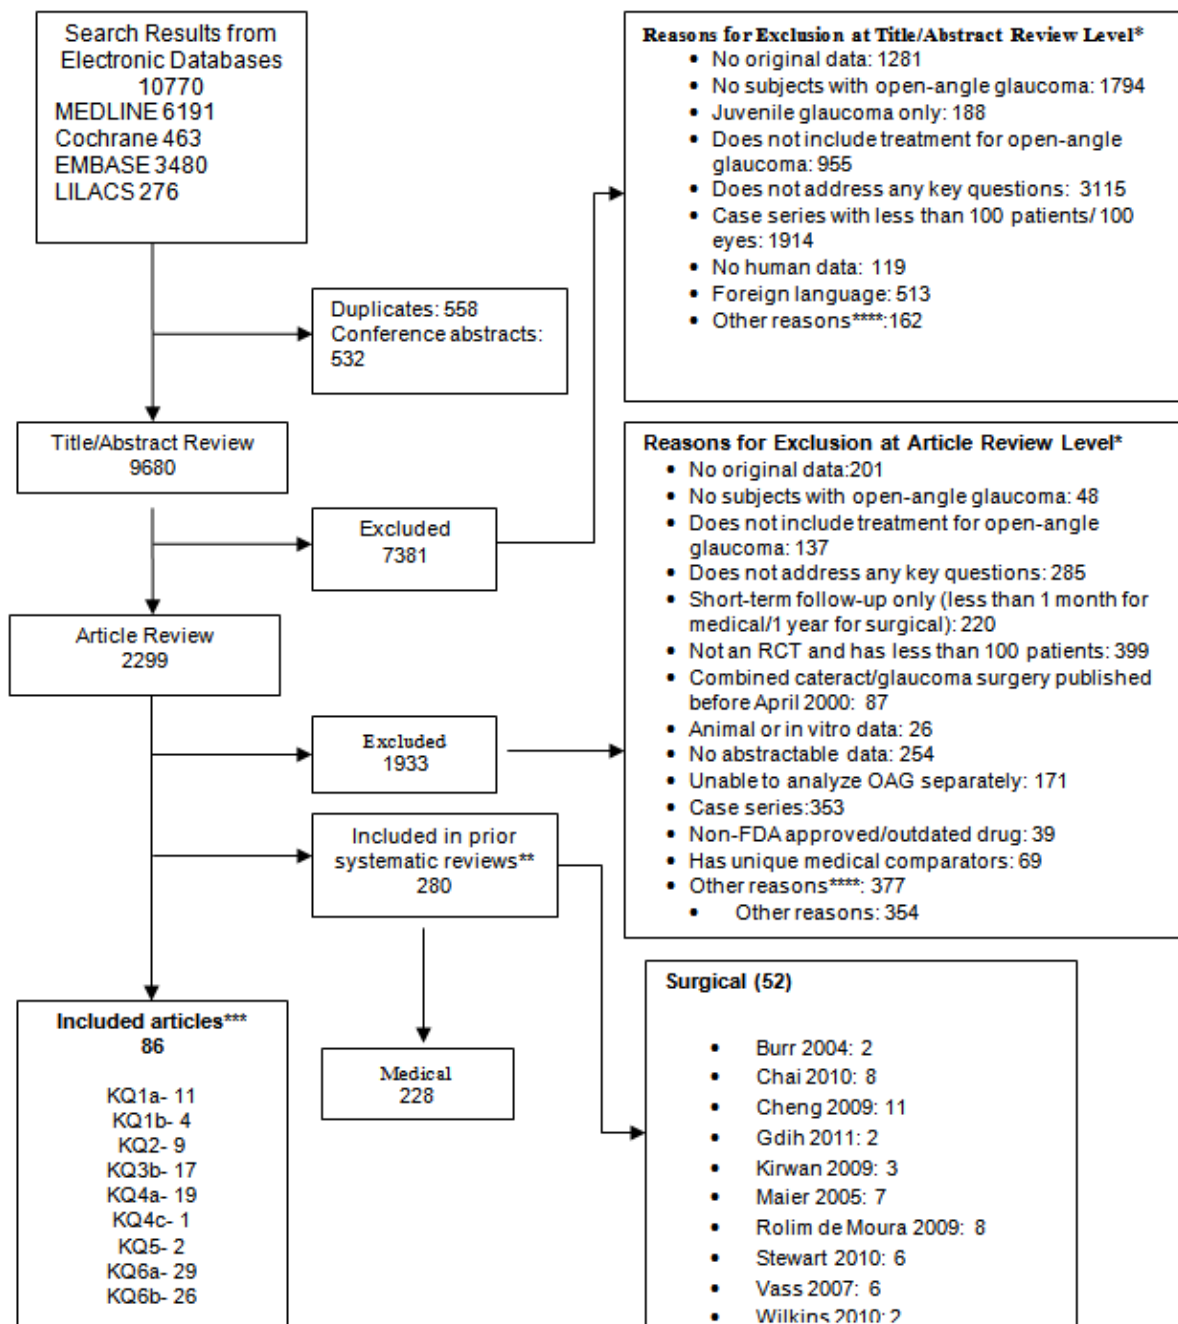 Search Results from
Electronic Databases
10770
MEDLINE 6191
Cochrane 463
EMBASE 3480
LILACS 276
Duplicates: 558
Conference abstracts:
532
Title/Abstract Review
9680
Excluded
7381
Reasons for Exclusion at Title/Abstract Review Level*
• No original data: 1281
• No subjects with open-angle glaucoma: 1794
• Juvenile glaucoma only: 188
• Does not include treatment for open-angle
glaucoma: 955
• Does not address any key questions: 3115
• Case series with less than 100 patients/ 100
eyes: 1914
• No human data: 119
• Foreign language: 513
• Other reasons****:162
Article Review
2299
Excluded
1933
Reasons for Exclusion at Article Review Level*
• No original data:201
• No subjects with open-angle glaucoma: 48
• Does not include treatment for open-angle
glaucoma: 137
• Does not address any key questions: 285
• Short-term follow-up only (less than 1 month for
medical/1 year for surgical): 220
• Not an RCT and has less than 100 patients: 399
• Combined cataract/glaucoma surgery published
before April 2000: 87
• Animal or in vitro data: 26
• No abstractable data: 254
• Unable to analyze OAG separately: 171
• Case series:353
• Non-FDA approved/outdated drug: 39
• Has unique medical comparators: 69
• Other reasons****: 377
• Other reasons: 354
Included in prior
systematic reviews**
280
Medical
228
Surgical (52)
• Burr 2004: 2
• Chai 2010: 8
• Cheng 2009: 11
• Gdih 2011: 2
• Kirwan 2009: 3
• Maier 2005: 7
• Rolim de Moura 2009: 8
• Stewart 2010: 6
• Vass 2007: 6
• Wilkins 2010: 2
Included articles***
86
KQ1a- 11
KQ1b- 4
KQ2- 9
KQ3b- 17
KQ4a- 19
KQ4c- 1
KQ5- 2
KQ6a- 29
KQ6b- 26